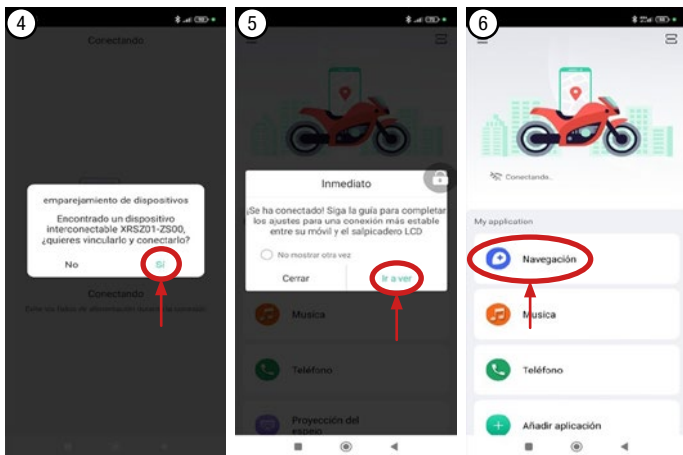 4
Conectando
emparejamiento de dispositivos
Encontrado un dispositivo
interconectable XRSZ01-ZS00,
¿quieres vincularlo y conectarlo?
No
Sí
Conectando
5
Inmediato
¡Se ha conectado! Siga la guía para completar
los ajustes para una conexión más estable
entre su móvil y el salpicadero LCD
No mostrar otra vez
Cerrar
Ir a ver
Musica
Teléfono
Proyección del
espejo
6
Conectando..
My application
Navegación
Musica
Teléfono
Añadir aplicación